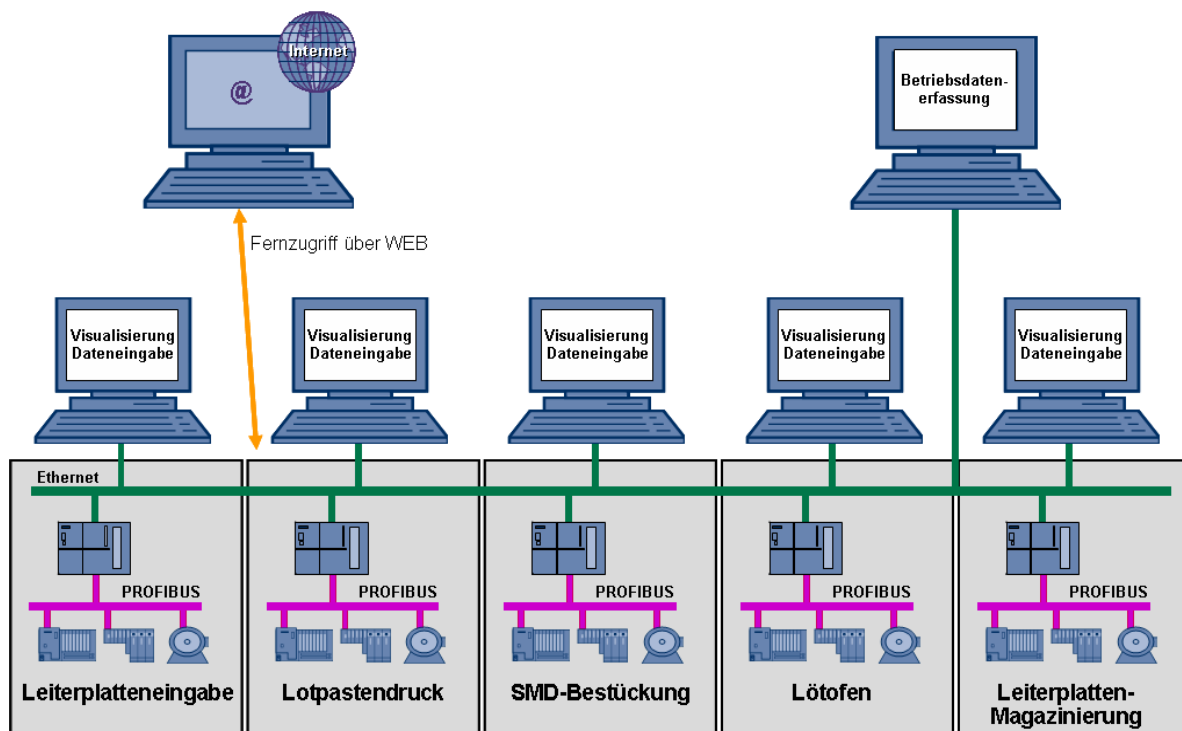 Internet
@
Betriebsdaten-
erfassung
Fernzugriff über WEB
Visualisierung
Dateneingabe
Visualisierung
Dateneingabe
Visualisierung
Dateneingabe
Visualisierung
Dateneingabe
Visualisierung
Dateneingabe
Ethernet
PROFIBUS
PROFIBUS
PROFIBUS
PROFIBUS
PROFIBUS
Leiterplatteneingabe
Lotpastendruck
SMD-Bestückung
Lötofen
Leiterplatten-
Magazinierung